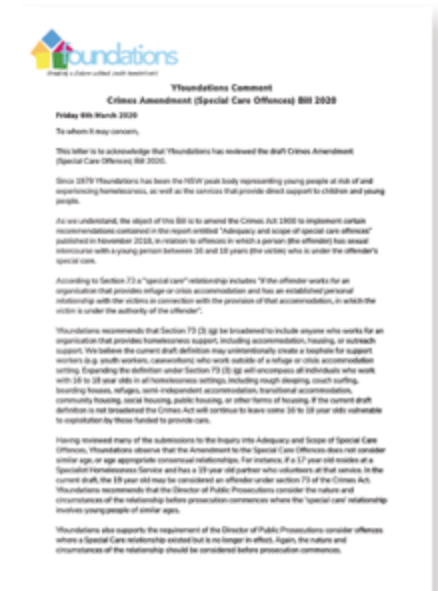 Yfoundations
Creating a future without youth homelessness
Yfoundations Comment
Crimes Amendment (Special Care Offences) Bill 2020
Friday 6th March 2020
To whom it may concern,
This letter is to acknowledge that Yfoundations has reviewed the draft Crimes Amendment
(Special Care Offences) Bill 2020.
Since 1979 Yfoundations has been the NSW peak body representing young people at risk of and
experiencing homelessness, as well as the services that provide direct support to children and young
people.
As we understand, the object of this Bill is to amend the Crimes Act 1900 to implement certain
recommendations contained in the report entitled "Adequacy and scope of special care offences"
published in November 2018, in relation to offences in which a person (the offender) has sexual
intercourse with a young person between 16 and 18 years (the victim) who is under the offender's
special care.
According to Section 73 a "special care" relationship includes "if the offender works for an
organisation that provides refuge or crisis accommodation and has an established personal
relationship with the victims in connection with the provision of that accommodation, in which the
victim is under the authority of the offender".
Yfoundations recommends that Section 73 (3) (g) be broadened to include anyone who works for an
organisation that provides homelessness support, including accommodation, housing, or outreach
support. We believe the current draft definition may unintentionally create a loophole for support
workers (e.g. youth workers, caseworkers) who work outside of a refuge or crisis accommodation
setting. Expanding the definition under Section 73 (3) (g) will encompass all individuals who work
with 16 to 18 year olds in all homelessness settings, including rough sleeping, couch surfing,
boarding houses, refuges, semi-independent accommodation, transitional accommodation,
community housing, social housing, public housing, or other forms of housing. If the current draft
definition is not broadened the Crimes Act will continue to leave some 16 to 18 year olds vulnerable
to exploitation by those funded to provide care.
Having reviewed many of the submissions to the Inquiry into Adequacy and Scope of Special Care
Offences, Yfoundations observe that the Amendment to the Special Care Offences does not consider
similar age, or age appropriate consensual relationships. For instance, if a 17 year old resides at a
Specialist Homelessness Service and has a 19 year old partner who volunteers at that service. In the
current draft, the 19 year old may be considered an offender under section 73 of the Crimes Act.
Yfoundations recommends that the Director of Public Prosecutions consider the nature and
circumstances of the relationship before prosecution commences where the 'special care' relationship
involves young people of similar ages.
Yfoundations also supports the requirement of the Director of Public Prosecutions consider offences
where a Special Care relationship existed but is no longer in effect. Again, the nature and
circumstances of the relationship should be considered before prosecution commences.